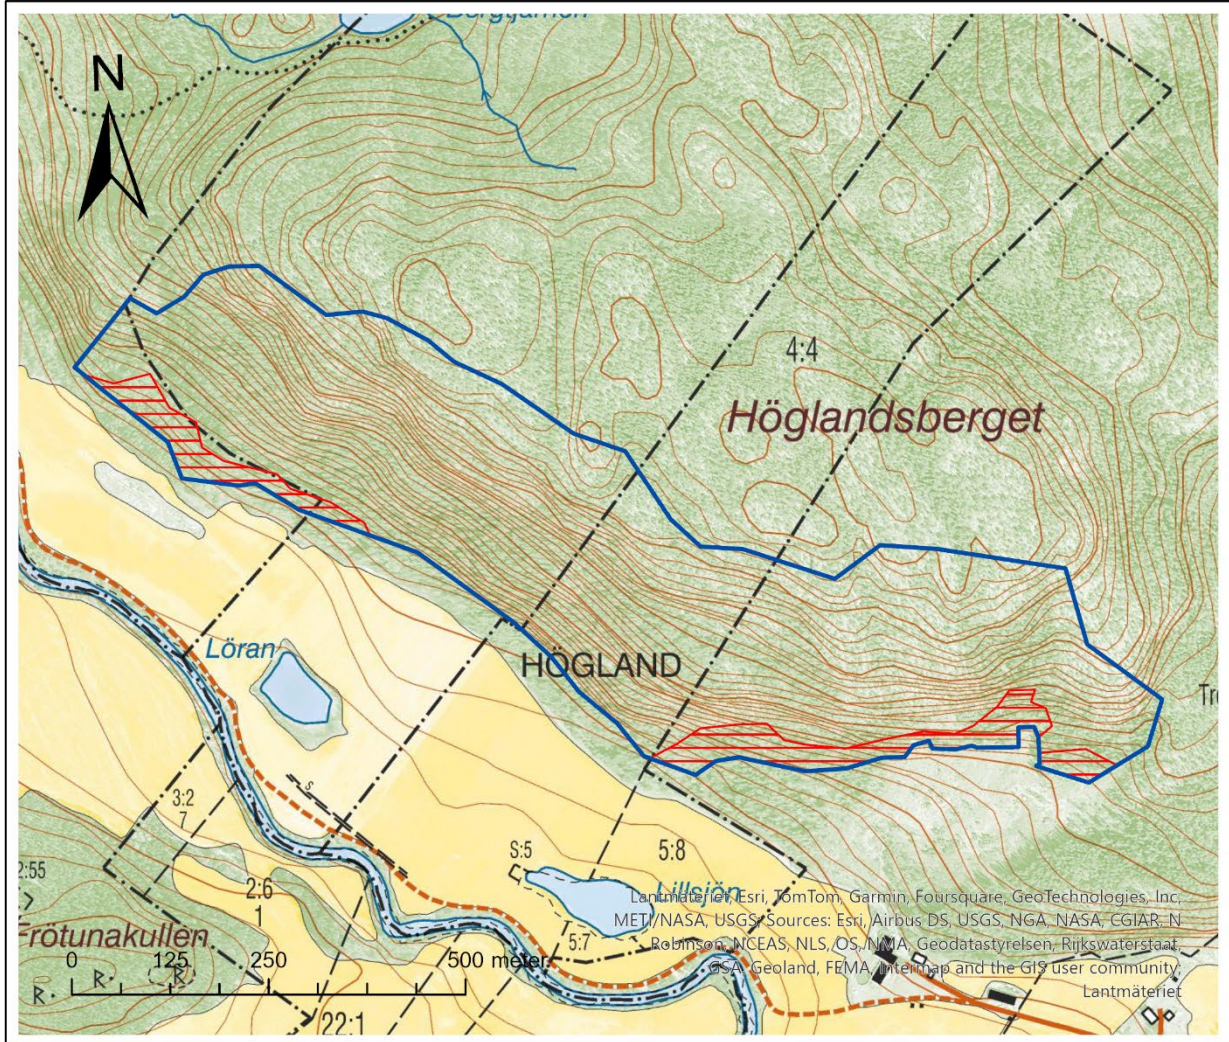 Bergtjärnen
N
4:4
Höglandsberget
Löran
HÖGLAND
s
3:2
7
S:5
5:8
2:55
2:6
1
Lillsjön
Frötunakullen
5:7
0 125 250 500 meter
R R
22:1
Lantmäteriet, Esri, TomTom, Garmin, Foursquare, GeoTechnologies, Inc,
METI/NASA, USGS; Sources: Esri, Airbus DS, USGS, NGA, NASA, CGIAR, N
Robinson, NCEAS, NLS, OS, NMA, Geodatastyrelsen, Rijkswaterstaat,
GSA, Geoland, FEMA, Intermap and the GIS user community,
Lantmäteriet